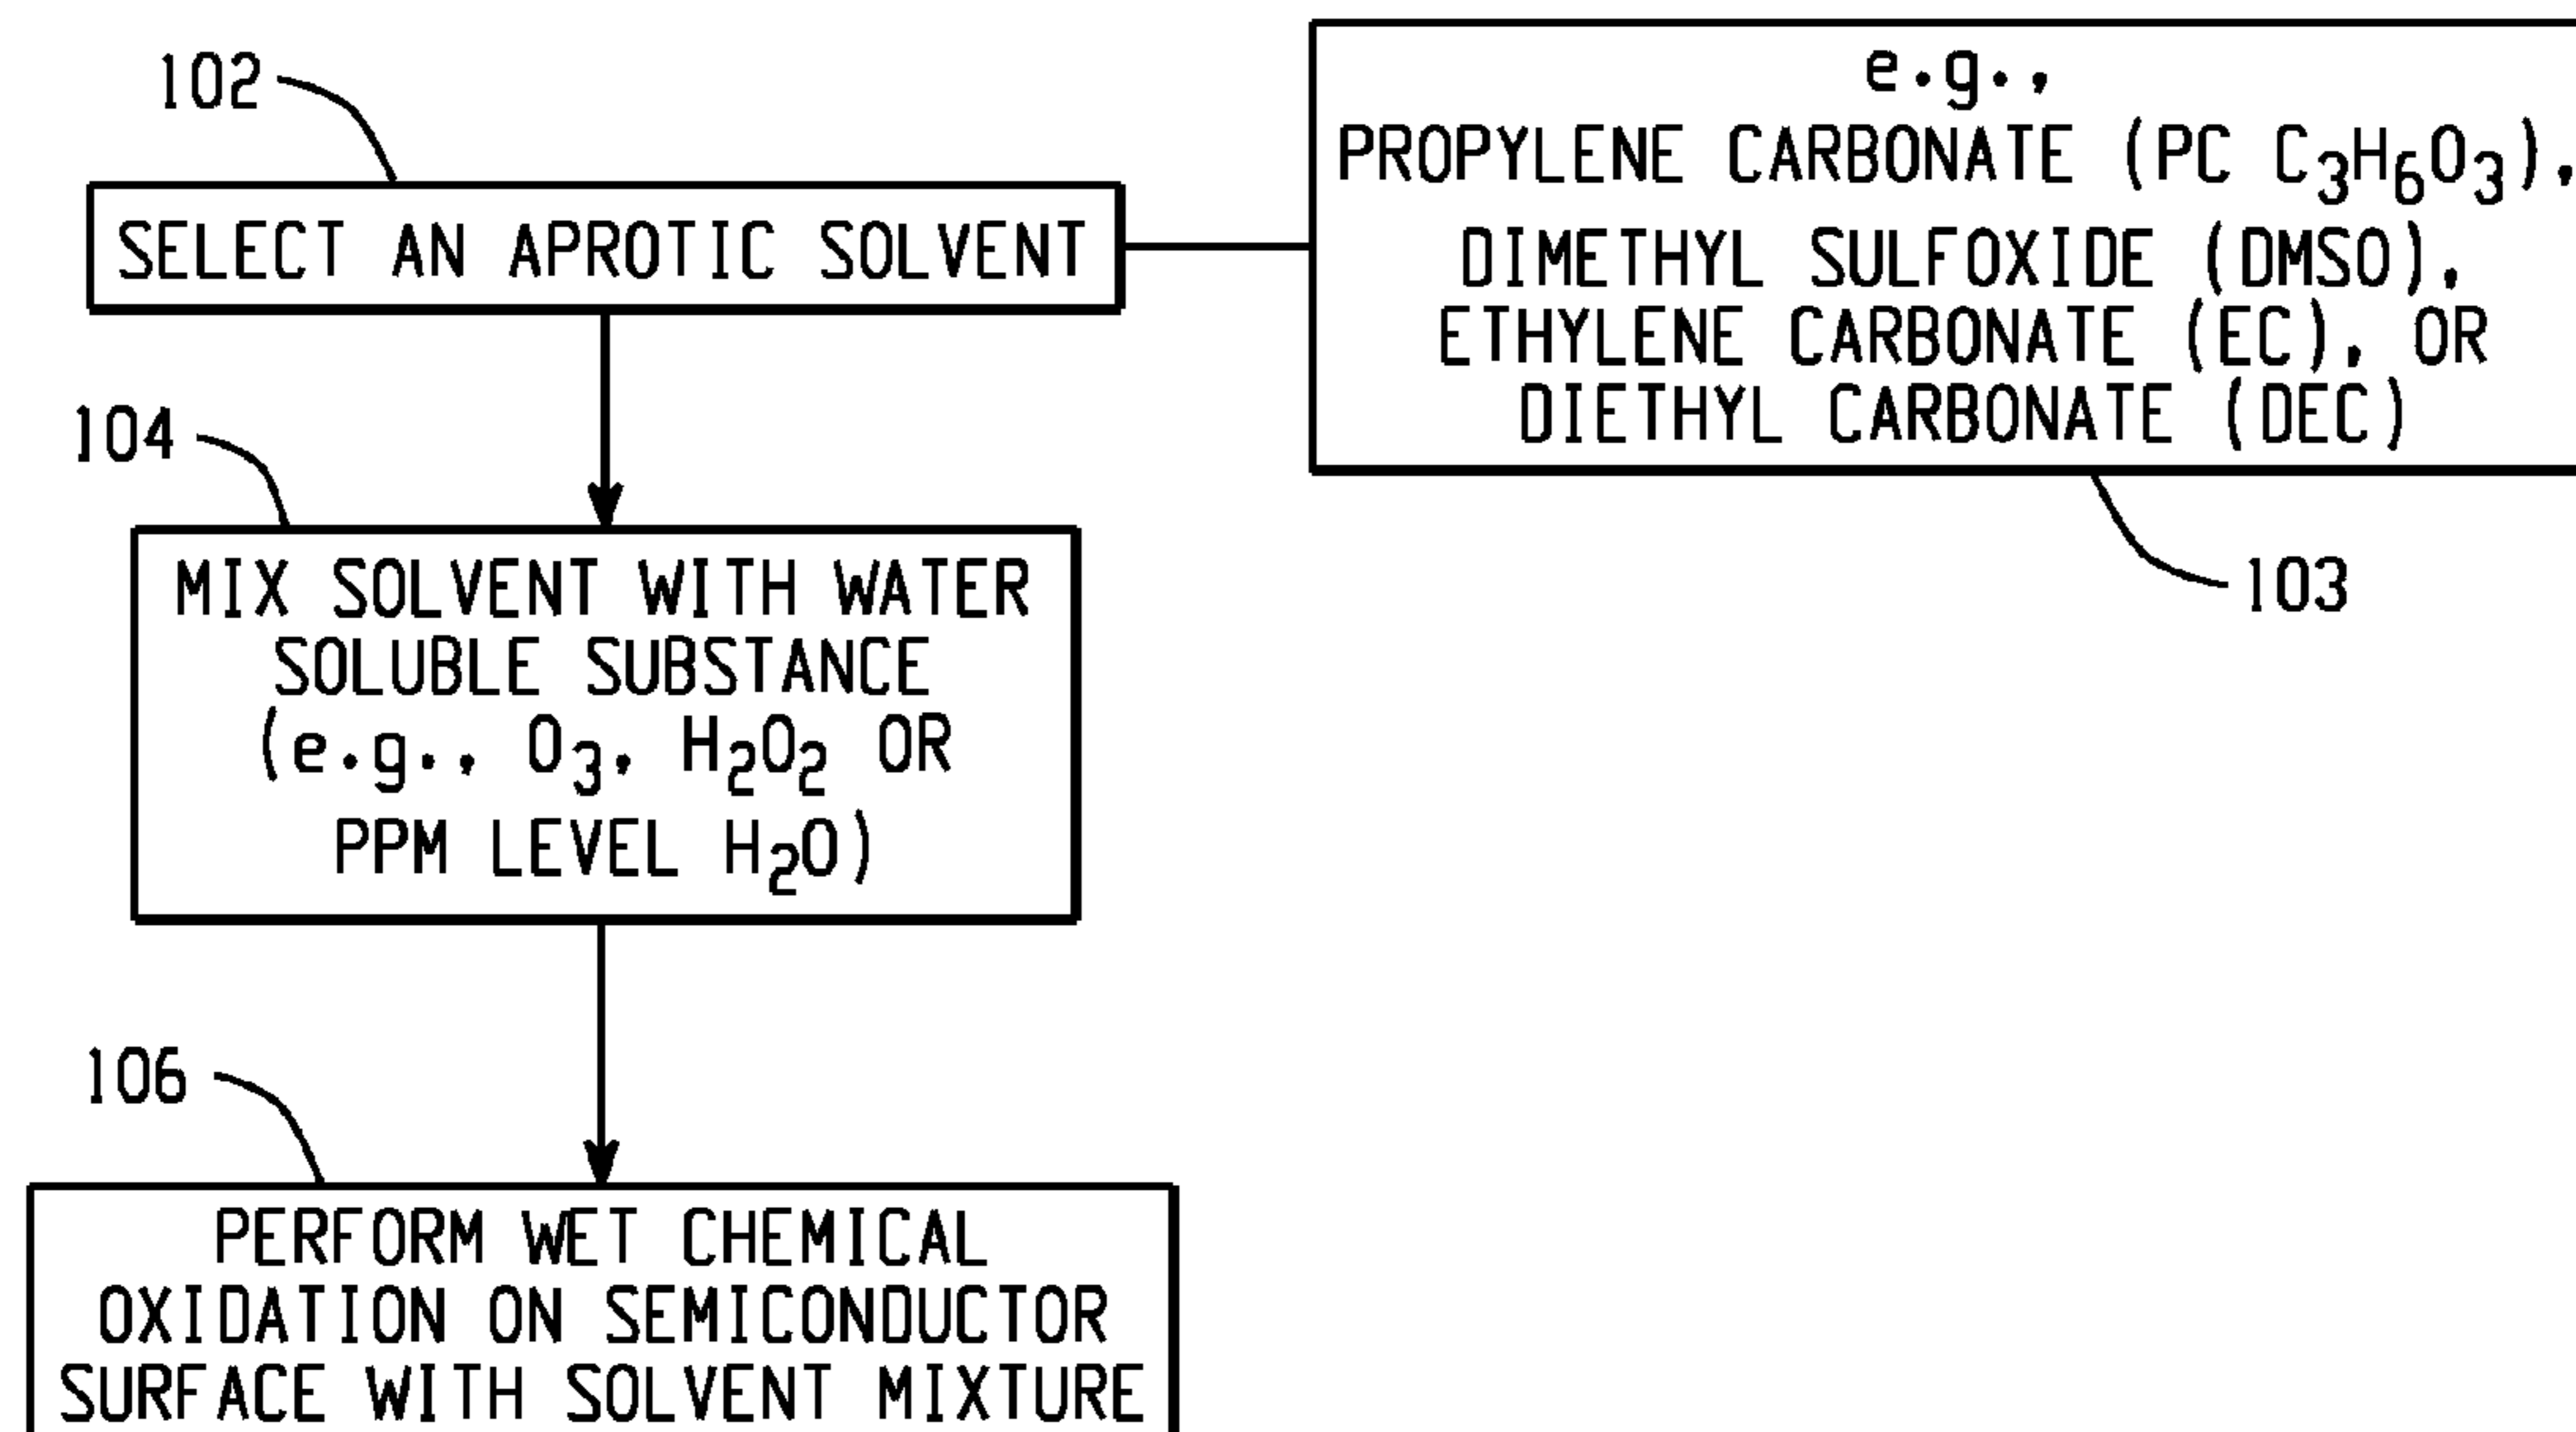 102
SELECT AN APROTIC SOLVENT
e.g.,
PROPYLENE CARBONATE (PC C₃H₆O₃),
DIMETHYL SULFOXIDE (DMSO),
ETHYLENE CARBONATE (EC), OR
DIETHYL CARBONATE (DEC)
103
104
MIX SOLVENT WITH WATER
SOLUBLE SUBSTANCE
(e.g., O₃, H₂O₂ OR
PPM LEVEL H₂O)
106
PERFORM WET CHEMICAL
OXIDATION ON SEMICONDUCTOR
SURFACE WITH SOLVENT MIXTURE